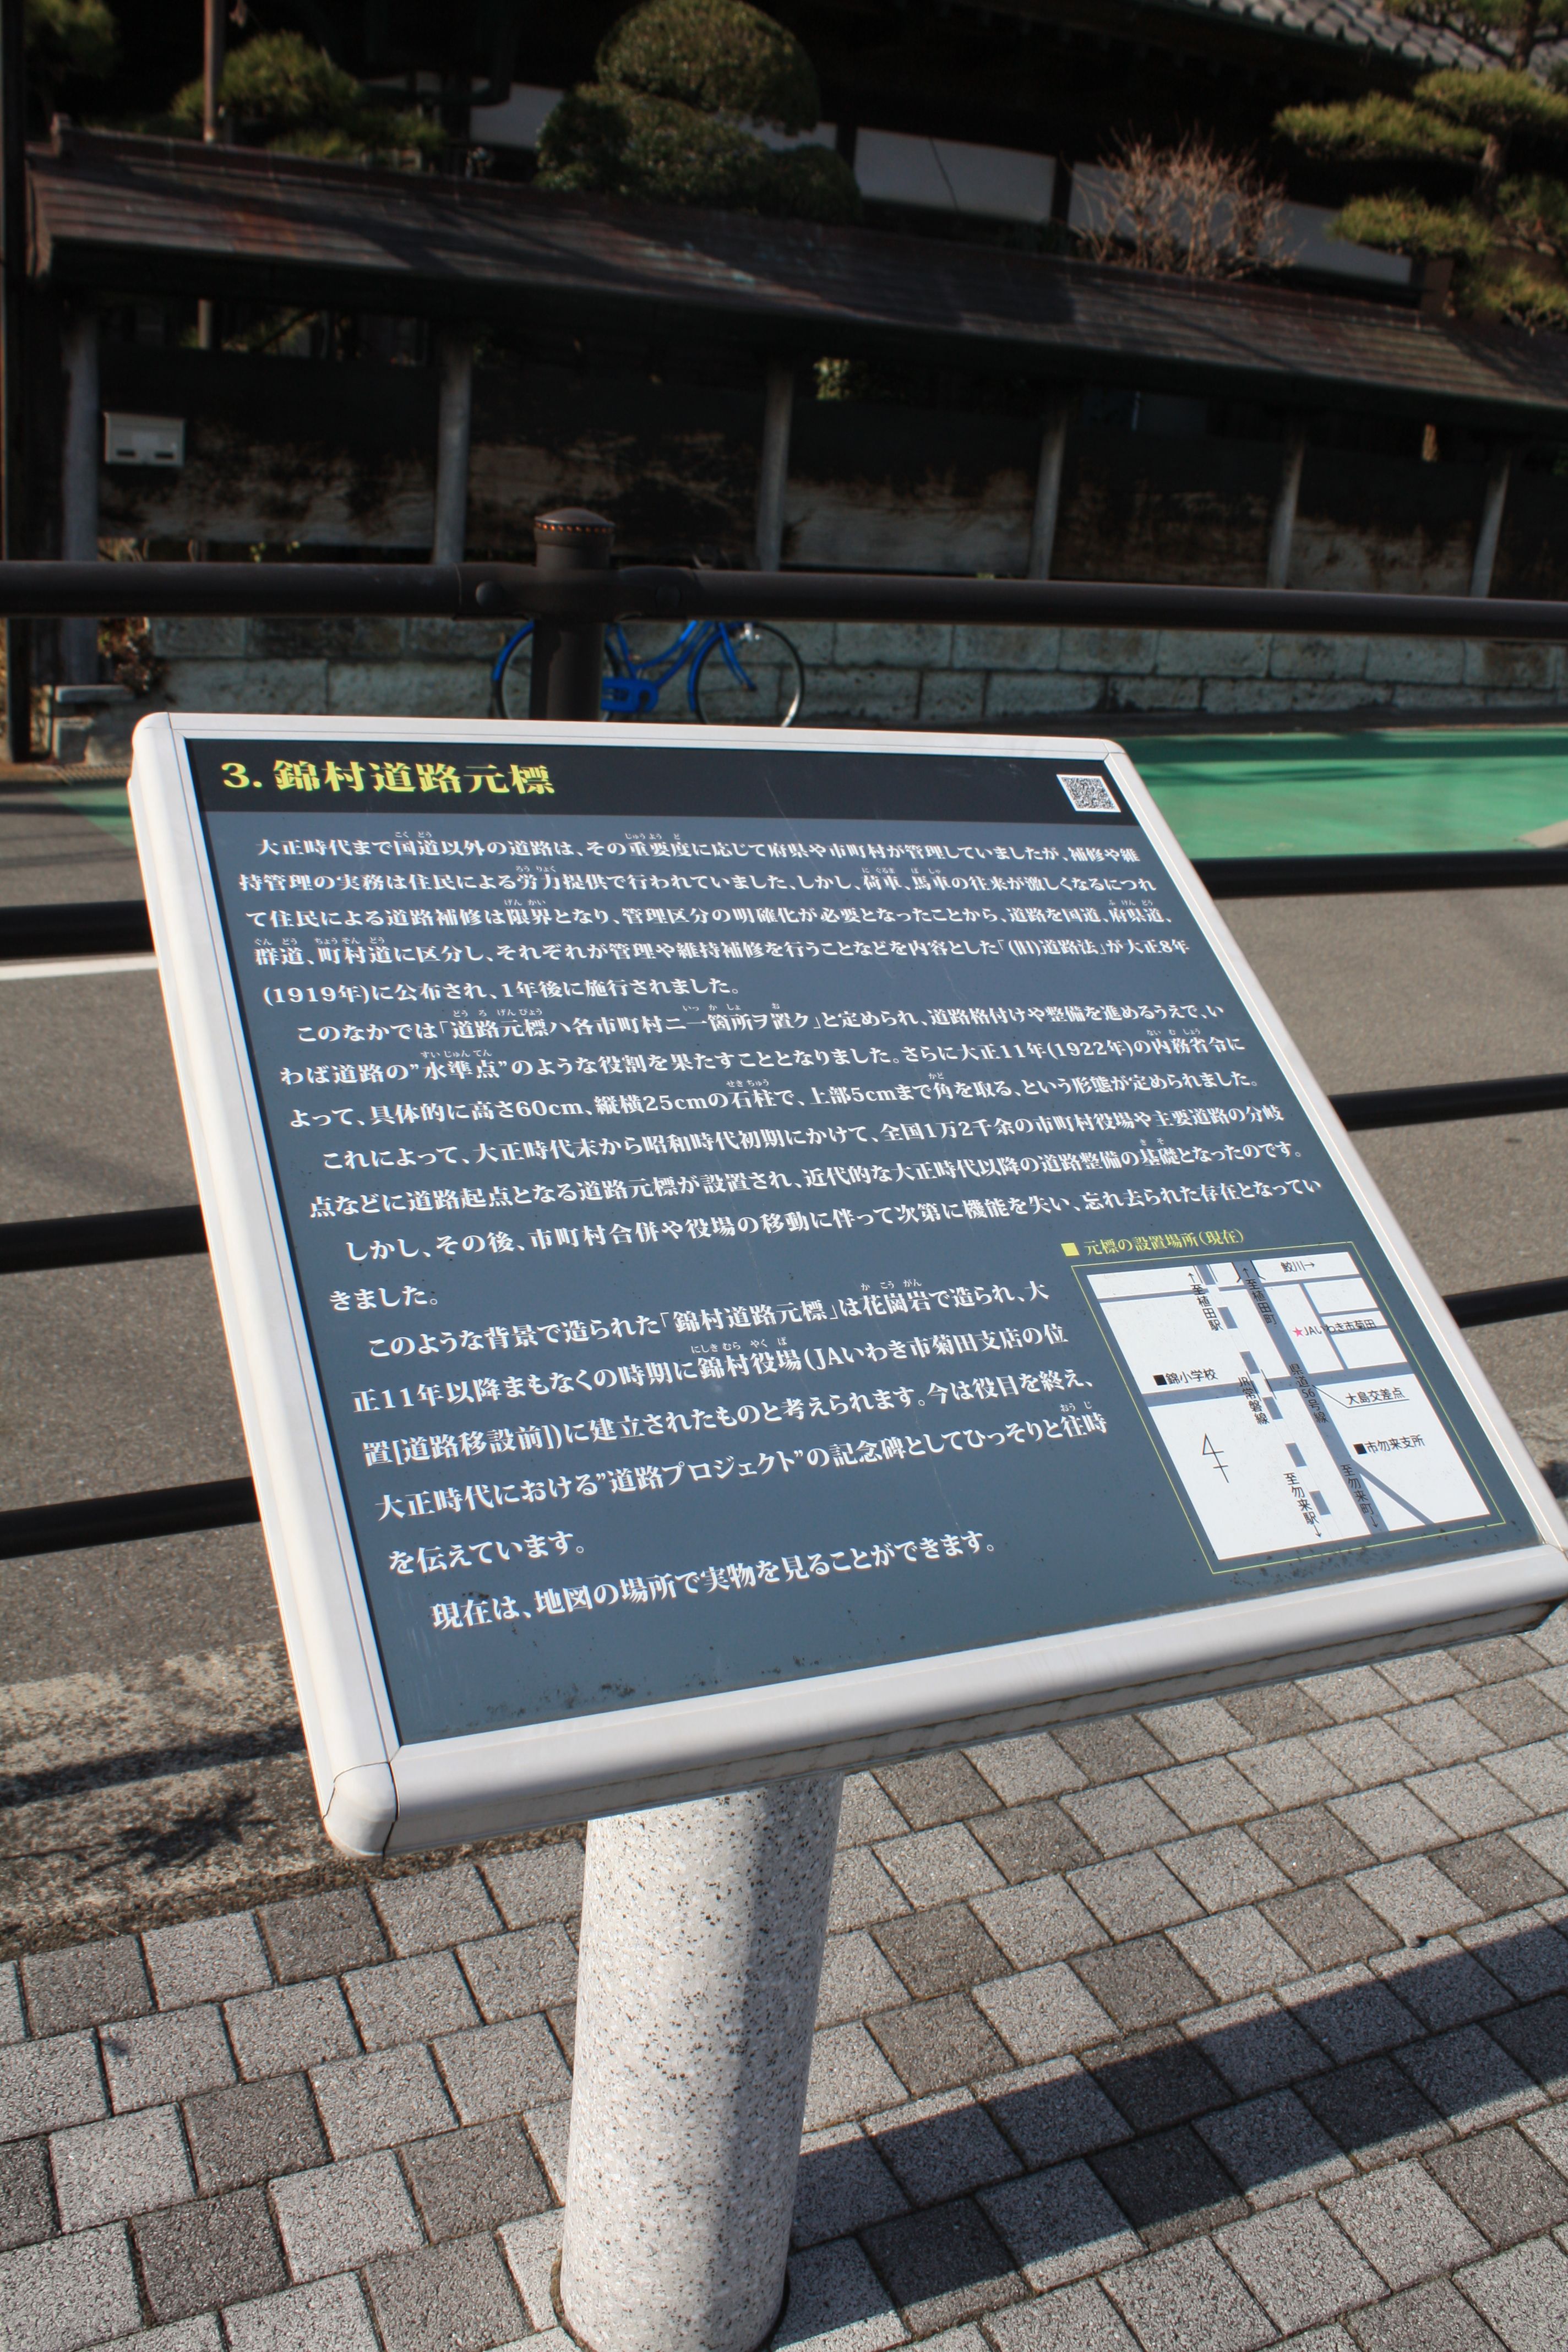 3. 錦村道路元標
大正時代まで国道以外の道路は、その重要度に応じて府県や市町村が管理していましたが、補修や維
持管理の実務は住民による労力提供で行われていました。しかし、荷車、馬車の往来が激しくなるにつれ
て住民による道路補修は限界となり、管理区分の明確化が必要となったことから、道路を国道、府県道、
群道、町村道に区分し、それぞれが管理や維持補修を行うことなどを内容とした「(旧)道路法」が大正8年
(1919年)に公布され、1年後に施行されました。
このなかでは「道路元標ハ各市町村ニ一箇所ヲ置ク」と定められ、道路格付けや整備を進めるうえで、い
わば道路の"水準点"のような役割を果たすこととなりました。さらに大正11年(1922年)の内務省令に
よって、具体的に高さ60cm、縦横25cmの石柱で、上部5cmまで角を取る、という形態が定められました。
これによって、大正時代末から昭和時代初期にかけて、全国1万2千余の市町村役場や主要道路の分岐
点などに道路起点となる道路元標が設置され、近代的な大正時代以降の道路整備の基礎となったのです。
しかし、その後、市町村合併や役場の移動に伴って次第に機能を失い、忘れ去られた存在となってい
きました。
このような背景で造られた「錦村道路元標」は花崗岩で造られ、大
正11年以降まもなくの時期に錦村役場(JAいわき市菊田支店の位
置[道路移設前])に建立されたものと考えられます。今は役目を終え、
大正時代における"道路プロジェクト"の記念碑としてひっそりと往時
を伝えています。
現在は、地図の場所で実物を見ることができます。
■ 元標の設置場所(現在)
鮫川→
←至植田駅
←至植田町
★JAいわき市菊田
■錦小学校
JR常磐線
県道56号線
大島交差点
■市勿来支所
至勿来駅→
至勿来町→